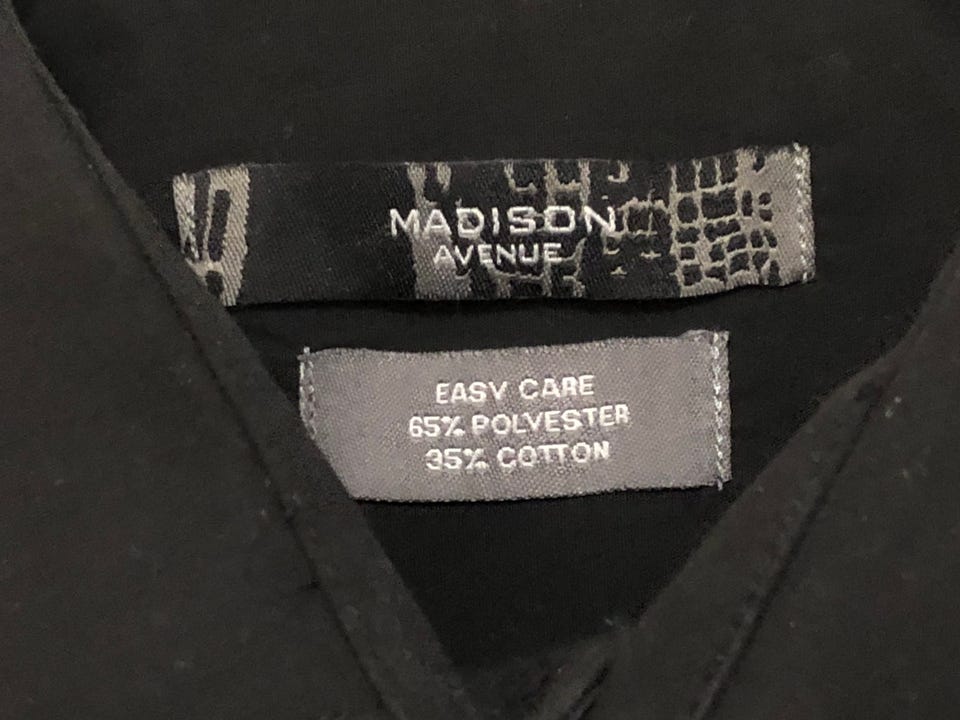 MADISON
AVENUE
EASY CARE
65% POLYESTER
35% COTTON